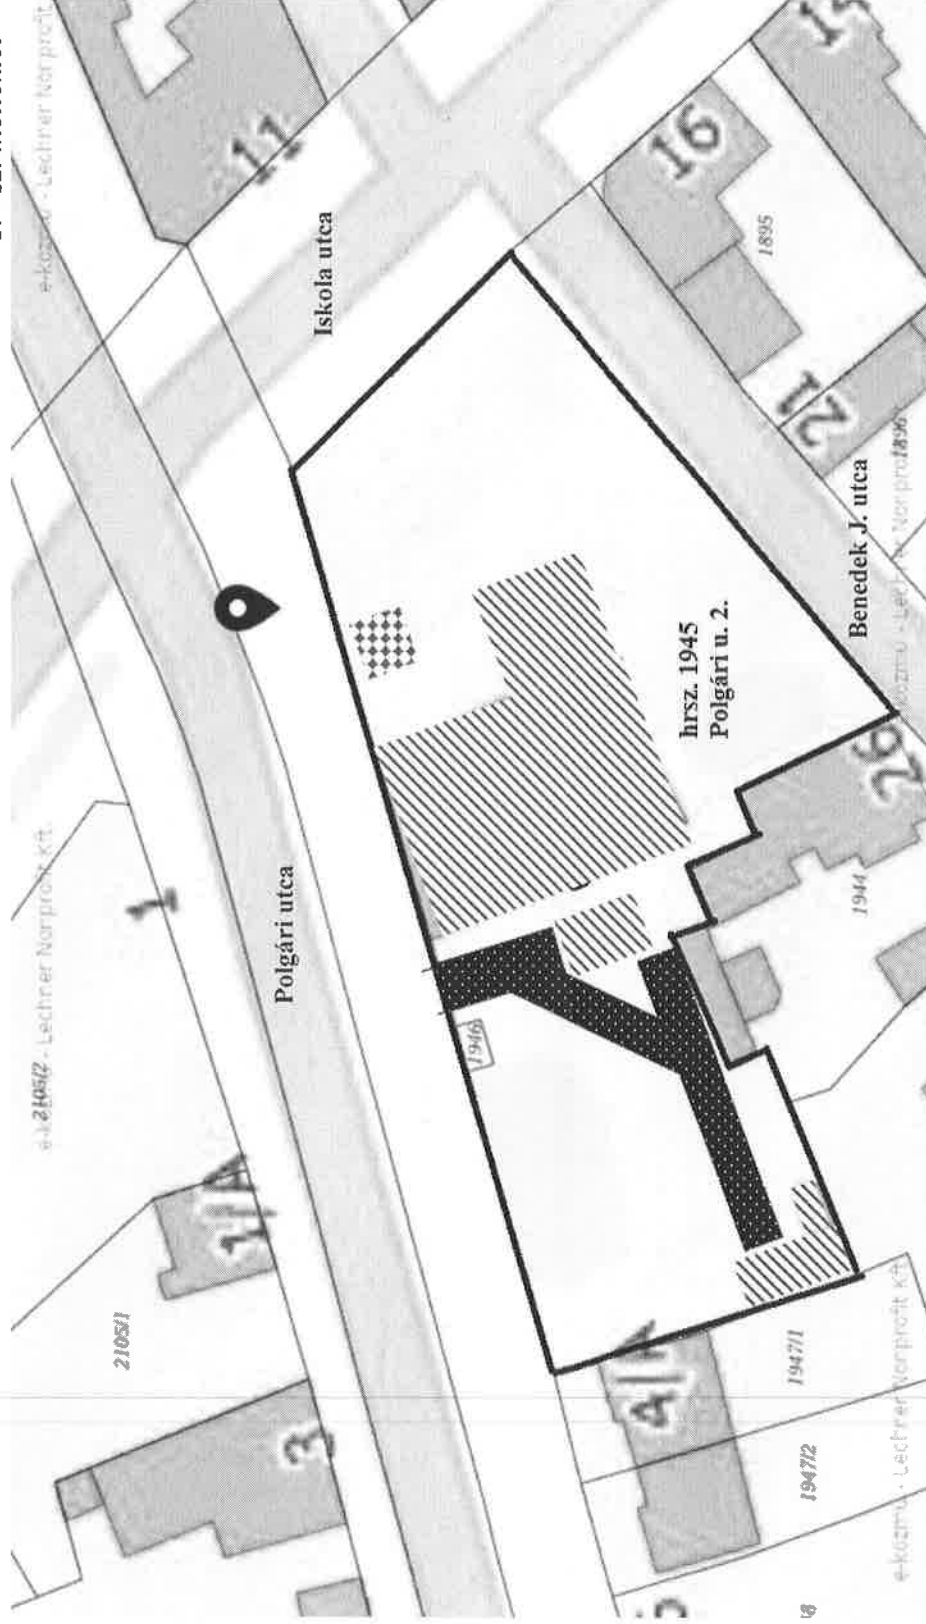 e-közmű - Lechner Nonprofit
11
15
Iskola utca
16
1895
21
1896
Benedek J. utca
hrsz. 1945
Polgári u. 2.
26
1944
1
Polgári utca
2105/2
Lechner Nonprofit Kft.
1946
1/A
2105/1
3
4/A
1947/1
1947/2
e-közmű - Lechner Nonprofit Kft